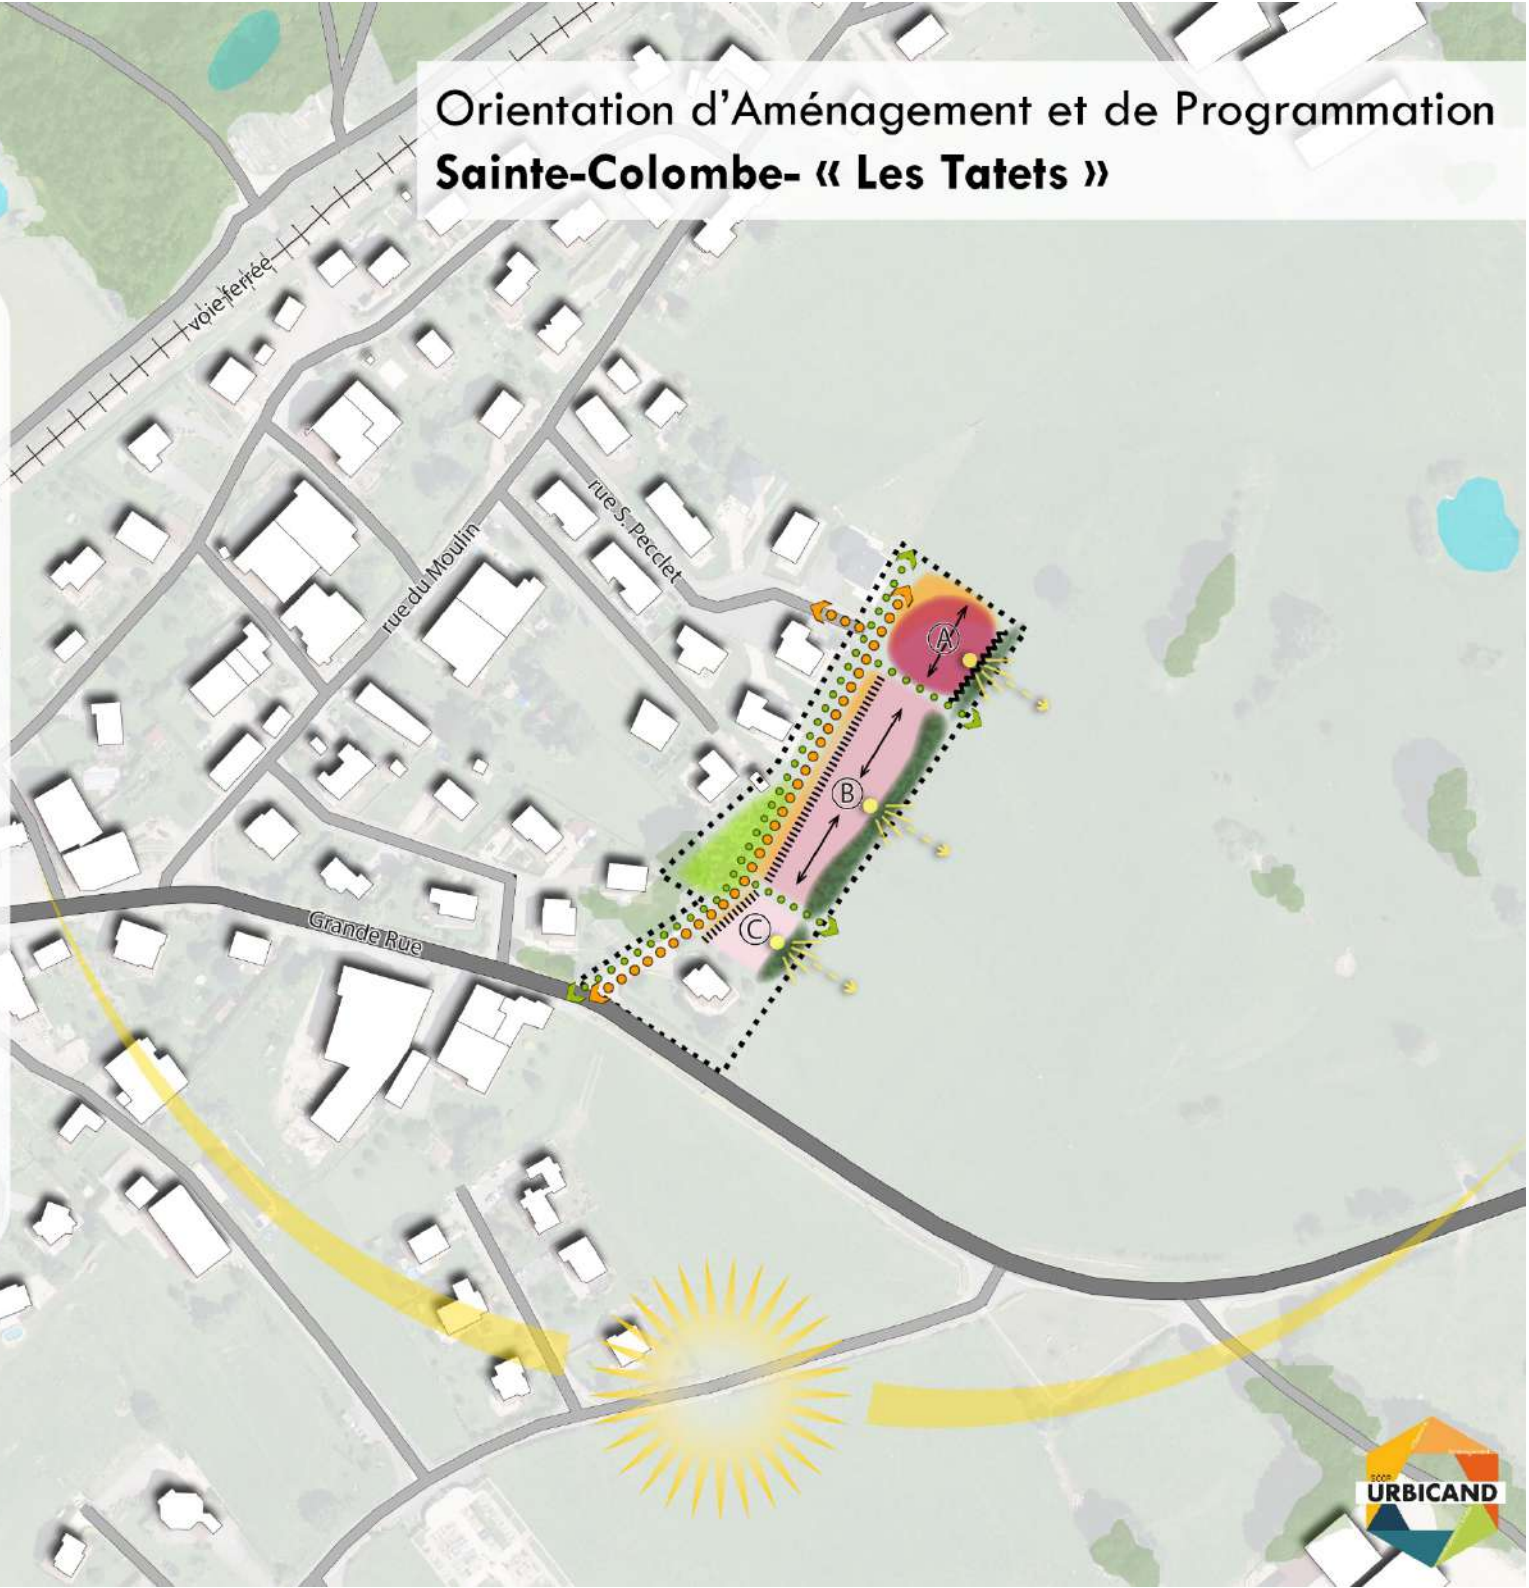 Orientation d'Aménagement et de Programmation
Sainte-Colombe- « Les Tatets »
voie ferrée
rue S. Pecclet
rue du Moulin
A
B
C
Grande Rue
SCOP
URBICAND